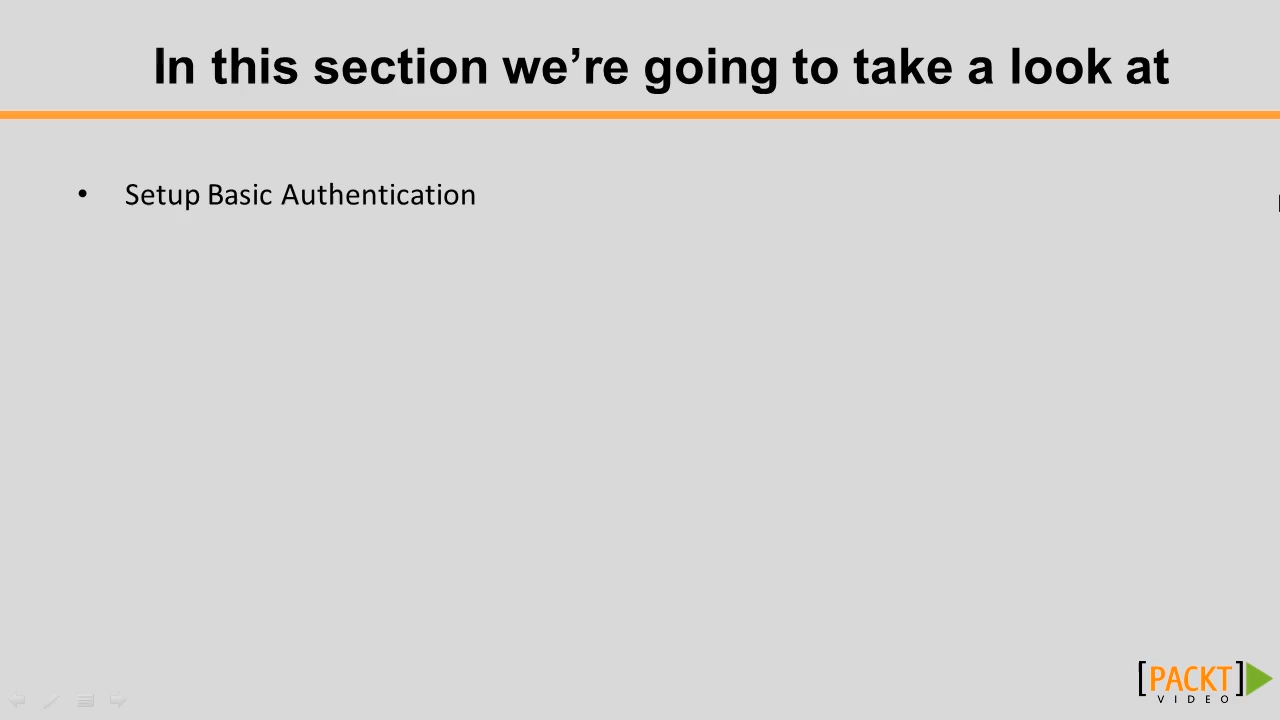 In this section we’re going to take a look at
• Setup Basic Authentication
[PACKT]
VIDEO